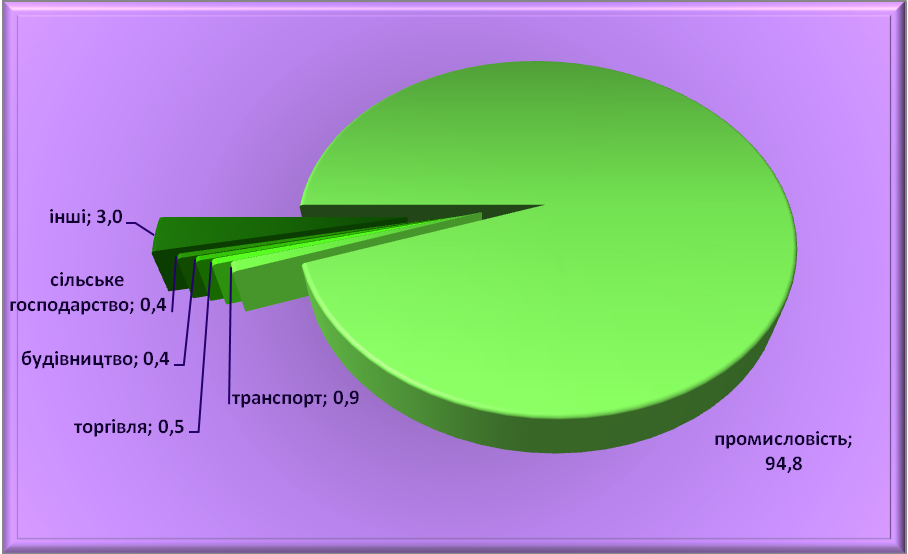 інші; 3,0
сільське
господарство; 0,4
будівництво; 0,4
транспорт; 0,9
торгівля; 0,5
промисловість;
94,8